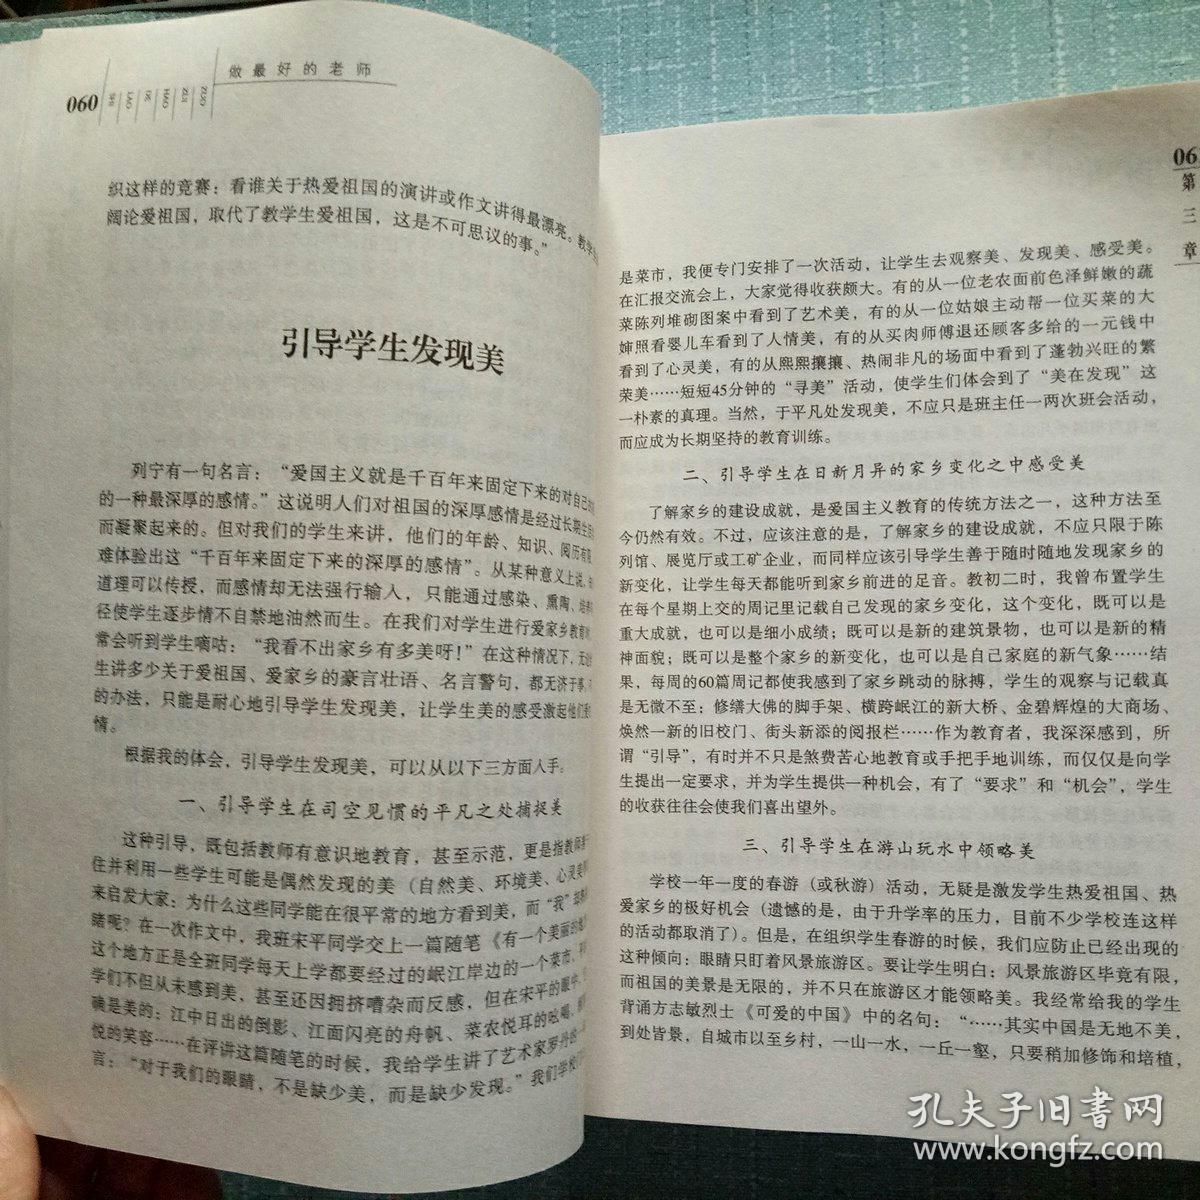 做最好的老师
060
ZUO
ZUI
HAO
DE
LAO
SHI
织这样的竞赛：看谁关于热爱祖国的演讲或作文讲得最漂亮。教学
阔论爱祖国，取代了教学生爱祖国，这是不可思议的事。”
引导学生发现美
列宁有一句名言：“爱国主义就是千百年来固定下来的对自己
的一种最深厚的感情。”这说明人们对祖国的深厚感情是经过长期
而凝聚起来的。但对我们的学生来讲，他们的年龄、知识、阅历有
难体验出这“千百年来固定下来的深厚的感情”。从某种意义上说，
道理可以传授，而感情却无法强行输入，只能通过感染、熏陶、
径使学生逐步情不自禁地油然而生。在我们对学生进行爱家乡教育
常会听到学生嘀咕：“我看不出家乡有多美呀！”在这种情况下，无
生讲多少关于爱祖国、爱家乡的豪言壮语、名言警句，都无济于事，
的办法，只能是耐心地引导学生发现美，让学生美的感受激起他们
情。
根据我的体会，引导学生发现美，可以从以下三方面入手。
一、引导学生在司空见惯的平凡之处捕捉美
这种引导，既包括教师有意识地教育，甚至示范，更是指教师
住并利用一些学生可能是偶然发现的美（自然美、环境美、心灵美
来启发大家：为什么这些同学能在很平常的地方看到美，而“我”
睹呢？在一次作文中，我班宋平同学交上一篇随笔《有一个美丽的
这个地方正是全班同学每天上学都要经过的岷江岸边的一个菜市、
学们不但从未感到美，甚至还因拥挤嘈杂而反感，但在宋平的眼中，
确是美的：江中日出的倒影、江面闪亮的舟帆、菜农悦耳的吆喝、
悦的笑容……在评讲这篇随笔的时候，我给学生讲了艺术家罗丹的
言：“对于我们的眼睛，不是缺少美，而是缺少发现。”我们学校
06
第三章
是菜市，我便专门安排了一次活动，让学生去观察美、发现美、感受美。
在汇报交流会上，大家觉得收获颇大。有的从一位老农面前色泽鲜嫩的蔬
菜陈列堆砌图案中看到了艺术美，有的从一位姑娘主动帮一位买菜的大
婶照看婴儿车看到了人情美，有的从买肉师傅退还顾客多给的一元钱中
看到了心灵美，有的从熙熙攘攘、热闹非凡的场面中看到了蓬勃兴旺的繁
荣美……短短45分钟的“寻美”活动，使学生们体会到了“美在发现”这
一朴素的真理。当然，于平凡处发现美，不应只是班主任一两次班会活动，
而应成为长期坚持的教育训练。
二、引导学生在日新月异的家乡变化之中感受美
了解家乡的建设成就，是爱国主义教育的传统方法之一，这种方法至
今仍然有效。不过，应该注意的是，了解家乡的建设成就，不应只限于陈
列馆、展览厅或工矿企业，而同样应该引导学生善于随时随地发现家乡的
新变化，让学生每天都能听到家乡前进的足音。教初二时，我曾布置学生
在每个星期上交的周记里记载自己发现的家乡变化，这个变化，既可以是
重大成就，也可以是细小成绩；既可以是新的建筑景物，也可以是新的精
神面貌；既可以是整个家乡的新变化，也可以是自己家庭的新气象……结
果，每周的60篇周记都使我感到了家乡跳动的脉搏，学生的观察与记载真
是无微不至：修缮大佛的脚手架、横跨岷江的新大桥、金碧辉煌的大商场、
焕然一新的旧校门、街头新添的阅报栏……作为教育者，我深深感到，所
谓“引导”，有时并不只是煞费苦心地教育或手把手地训练，而仅仅是向学
生提出一定要求，并为学生提供一种机会，有了“要求”和“机会”，学生
的收获往往会使我们喜出望外。
三、引导学生在游山玩水中领略美
学校一年一度的春游（或秋游）活动，无疑是激发学生热爱祖国、热
爱家乡的极好机会（遗憾的是，由于升学率的压力，目前不少学校连这样
的活动都取消了）。但是，在组织学生春游的时候，我们应防止已经出现的
这种倾向：眼睛只盯着风景旅游区。要让学生明白：风景旅游区毕竟有限，
而祖国的美景是无限的，并不只在旅游区才能领略美。我经常给我的学生
背诵方志敏烈士《可爱的中国》中的名句：“……其实中国是无地不美，
到处皆景，自城市以至乡村，一山一水，一丘一壑，只要稍加修饰和培植，
孔夫子旧书网
www.kongfz.com